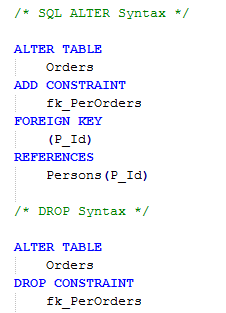 /* SQL ALTER Syntax */
ALTER TABLE
Orders
ADD CONSTRAINT
fk_PerOrders
FOREIGN KEY
(P_Id)
REFERENCES
Persons(P_Id)
/* DROP Syntax */
ALTER TABLE
Orders
DROP CONSTRAINT
fk_PerOrders